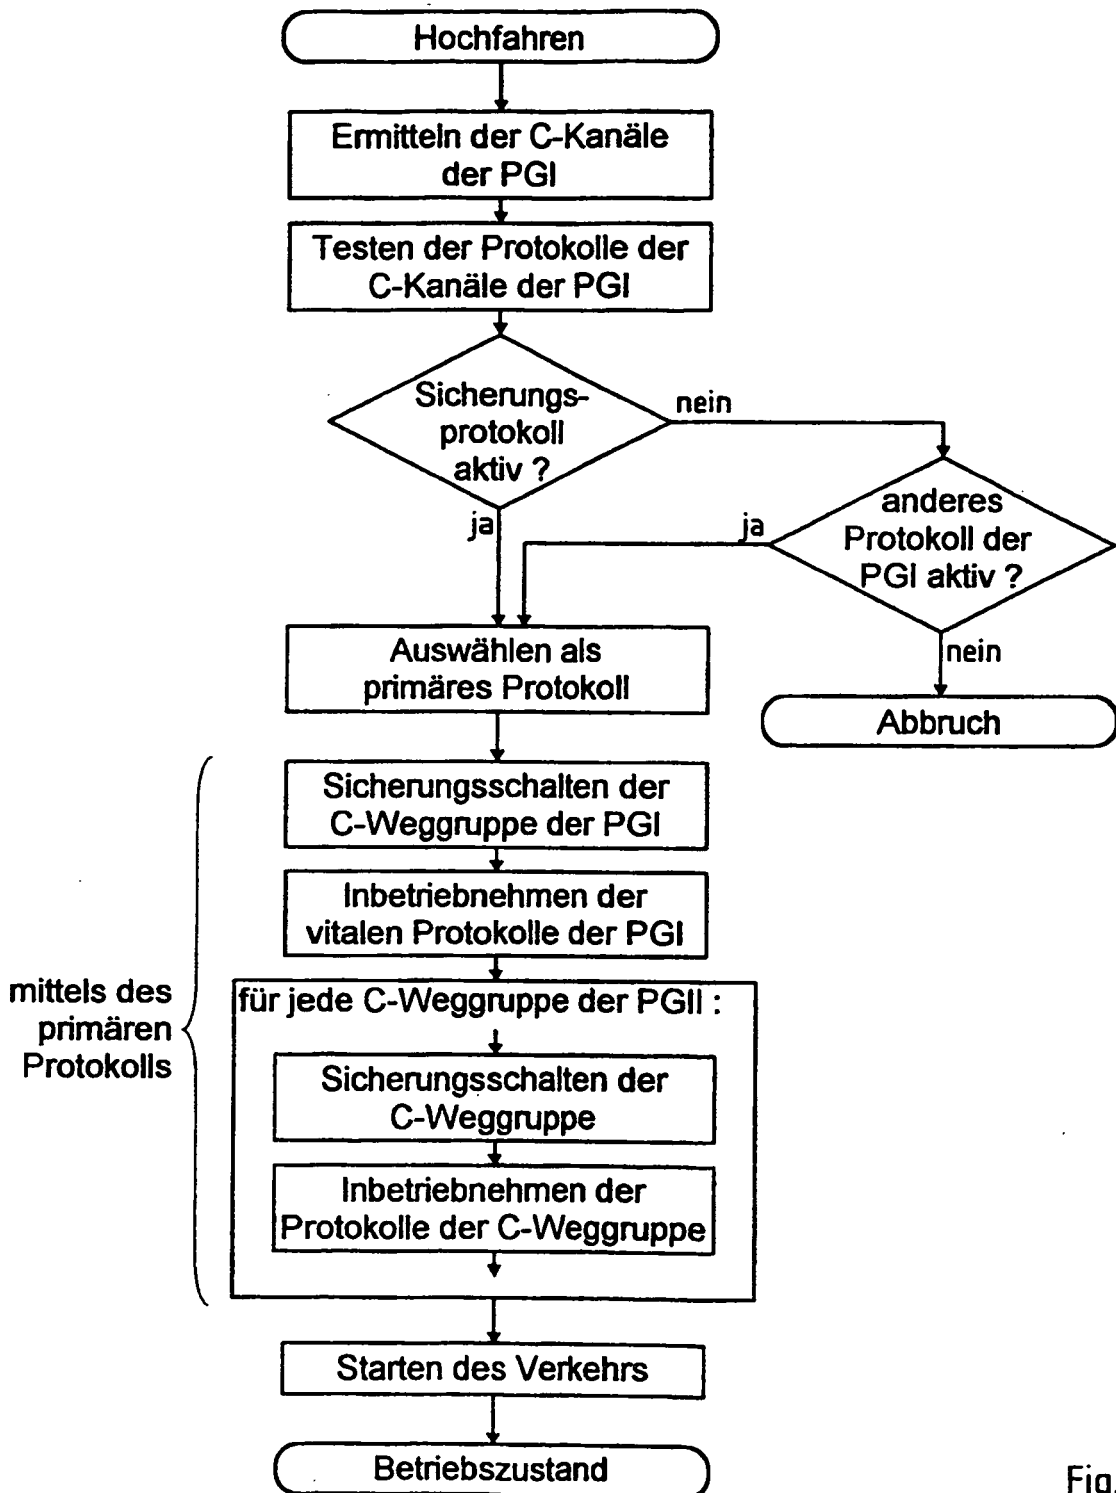 Hochfahren
Ermitteln der C-Kanäle
der PGI
Testen der Protokolle der
C-Kanäle der PGI
Sicherungs-
protokoll
aktiv ?
nein
ja
anderes
Protokoll der
PGI aktiv ?
ja
nein
Abbruch
Auswählen als
primäres Protokoll
Sicherungsschalten der
C-Weggruppe der PGI
Inbetriebnehmen der
vitalen Protokolle der PGI
mittels des
primären
Protokolls
für jede C-Weggruppe der PGII :
Sicherungsschalten der
C-Weggruppe
Inbetriebnehmen der
Protokolle der C-Weggruppe
Starten des Verkehrs
Betriebszustand
Fig.